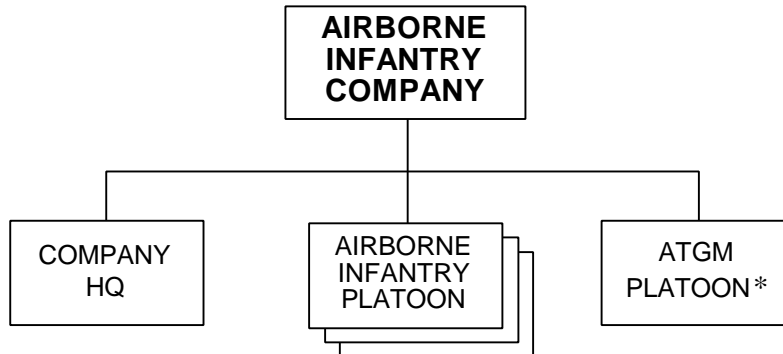 AIRBORNE
INFANTRY
COMPANY
COMPANY
HQ
AIRBORNE
INFANTRY
PLATOON
ATGM
PLATOON*